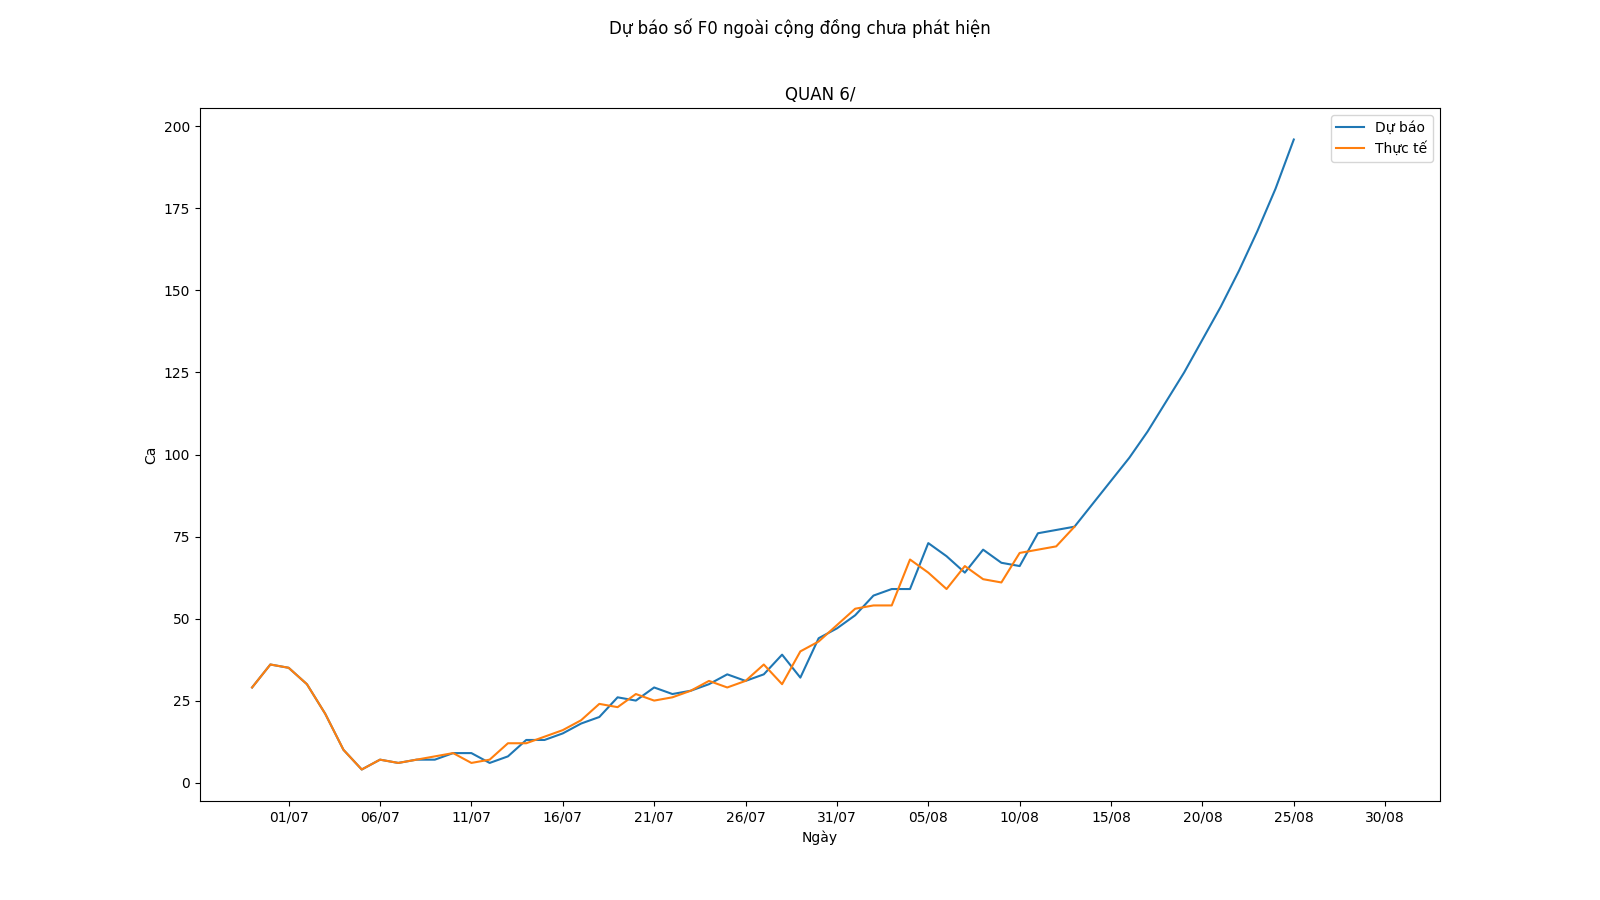 Dự báo số F0 ngoài cộng đồng chưa phát hiện
QUAN 6/
Dự báo
Thực tế
200
175
150
125
100
75
50
25
0
Ca
01/07 06/07 11/07 16/07 21/07 26/07 31/07 05/08 10/08 15/08 20/08 25/08 30/08
Ngày